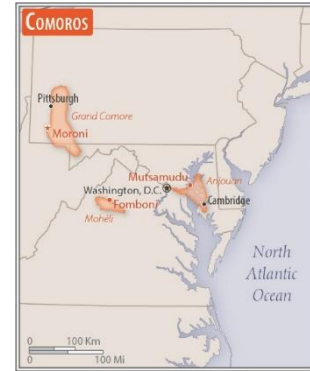 COMOROS
Pittsburgh
Grand Comore
Moroni
Mutsamudu
Anjouan
Washington, D.C.
Fomboni
Cambridge
Mohéli
North
Atlantic
Ocean
0 100 Km
0 100 Mi